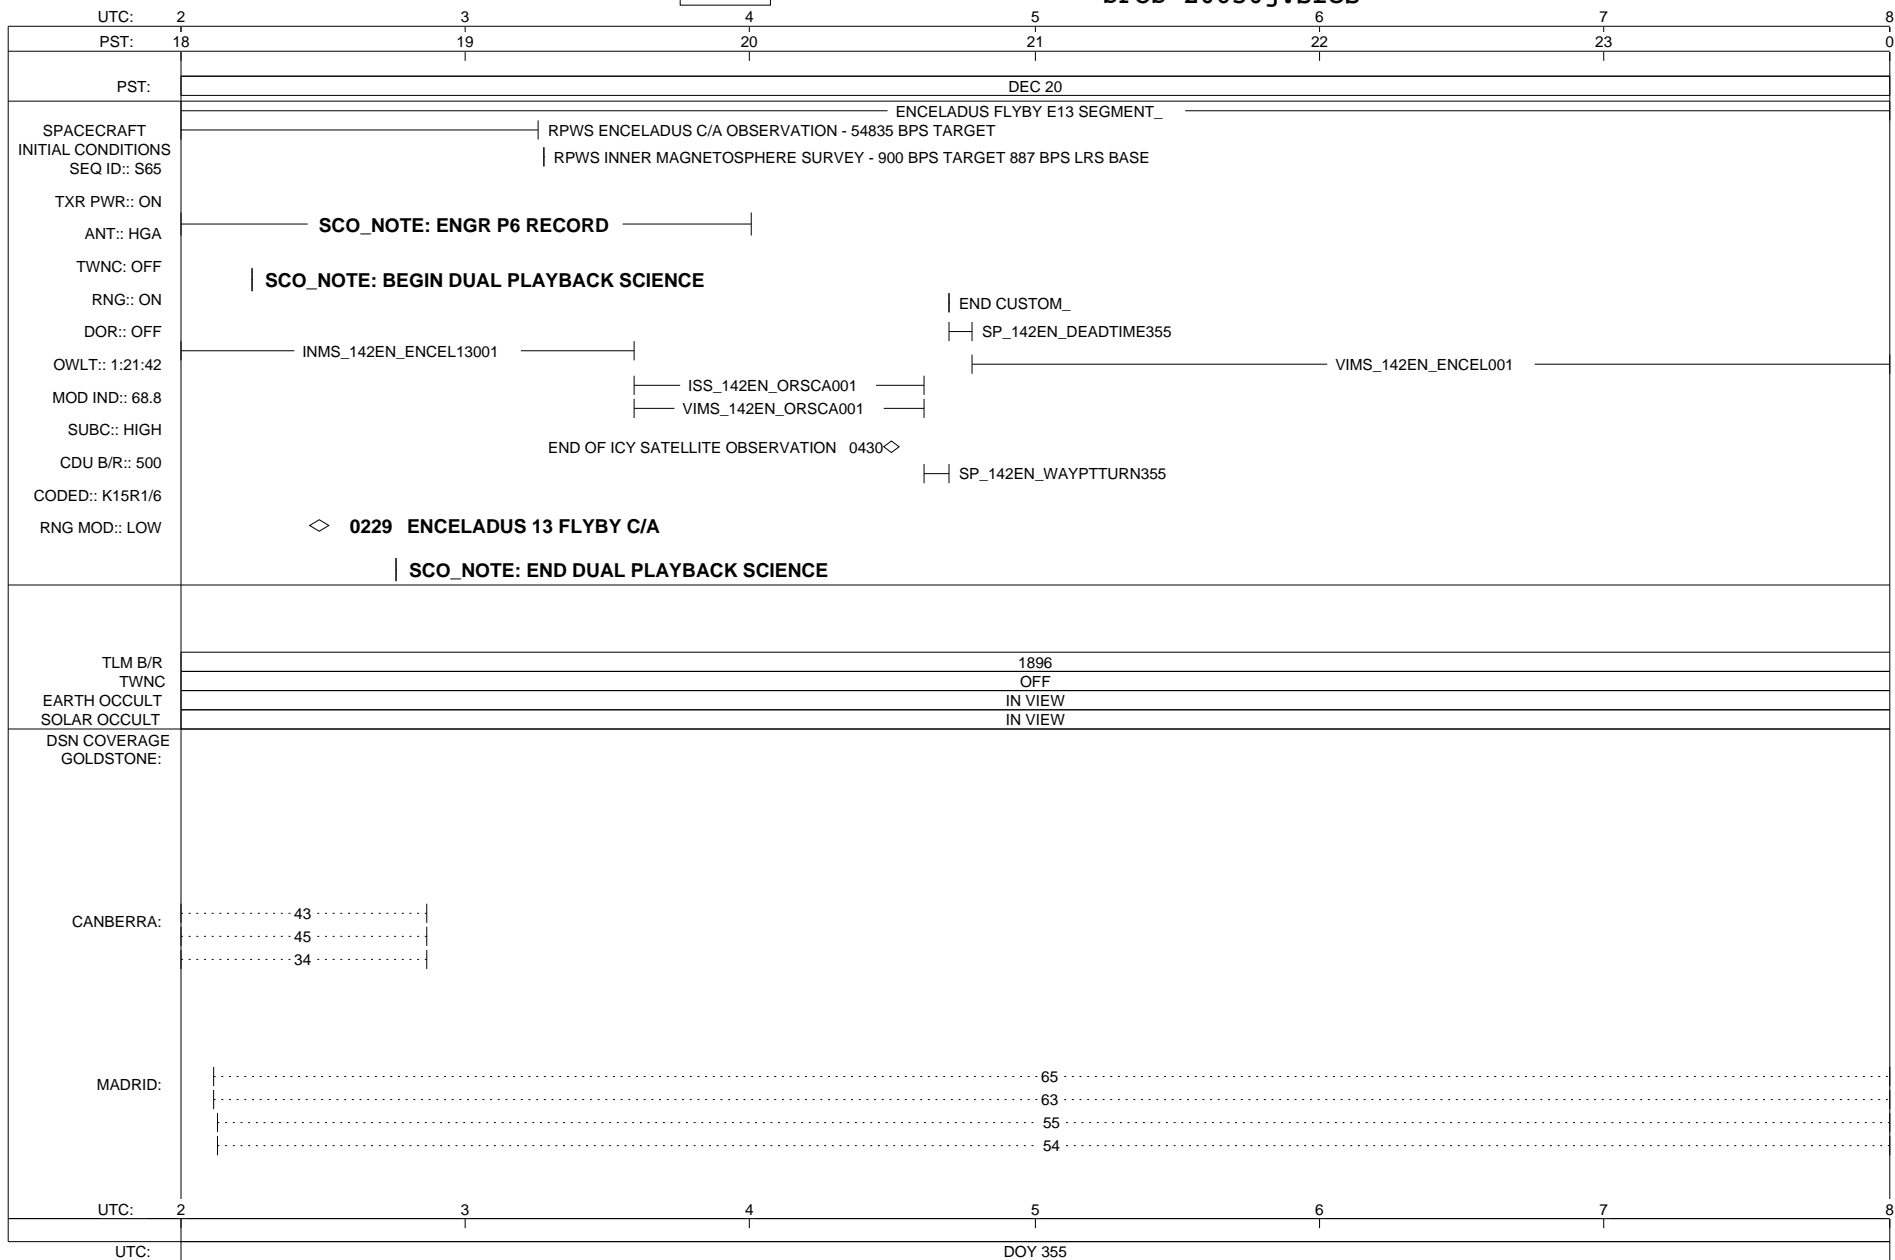 UTC: 2 3 4 5 6 7 8
PST: 18 19 20 21 22 23 0
PST: DEC 20
ENCELADUS FLYBY E13 SEGMENT_
SPACECRAFT
INITIAL CONDITIONS
SEQ ID:: S65
TXR PWR:: ON
ANT:: HGA
TWNC: OFF
RNG:: ON
DOR:: OFF
OWLT:: 1:21:42
MOD IND:: 68.8
SUBC:: HIGH
CDU B/R:: 500
CODED:: K15R1/6
RNG MOD:: LOW
RPWS ENCELADUS C/A OBSERVATION - 54835 BPS TARGET
RPWS INNER MAGNETOSPHERE SURVEY - 900 BPS TARGET 887 BPS LRS BASE
SCO_NOTE: ENGR P6 RECORD
SCO_NOTE: BEGIN DUAL PLAYBACK SCIENCE
END CUSTOM_
SP_142EN_DEADTIME355
INMS_142EN_ENCEL13001
VIMS_142EN_ENCEL001
ISS_142EN_ORSCA001
VIMS_142EN_ORSCA001
END OF ICY SATELLITE OBSERVATION 0430
SP_142EN_WAYPTTURN355
0229 ENCELADUS 13 FLYBY C/A
SCO_NOTE: END DUAL PLAYBACK SCIENCE
TLM B/R 1896
TWNC OFF
EARTH OCCULT IN VIEW
SOLAR OCCULT IN VIEW
DSN COVERAGE
GOLDSTONE:
CANBERRA:
43
45
34
MADRID:
65
63
55
54
UTC: 2 3 4 5 6 7 8
UTC: DOY 355